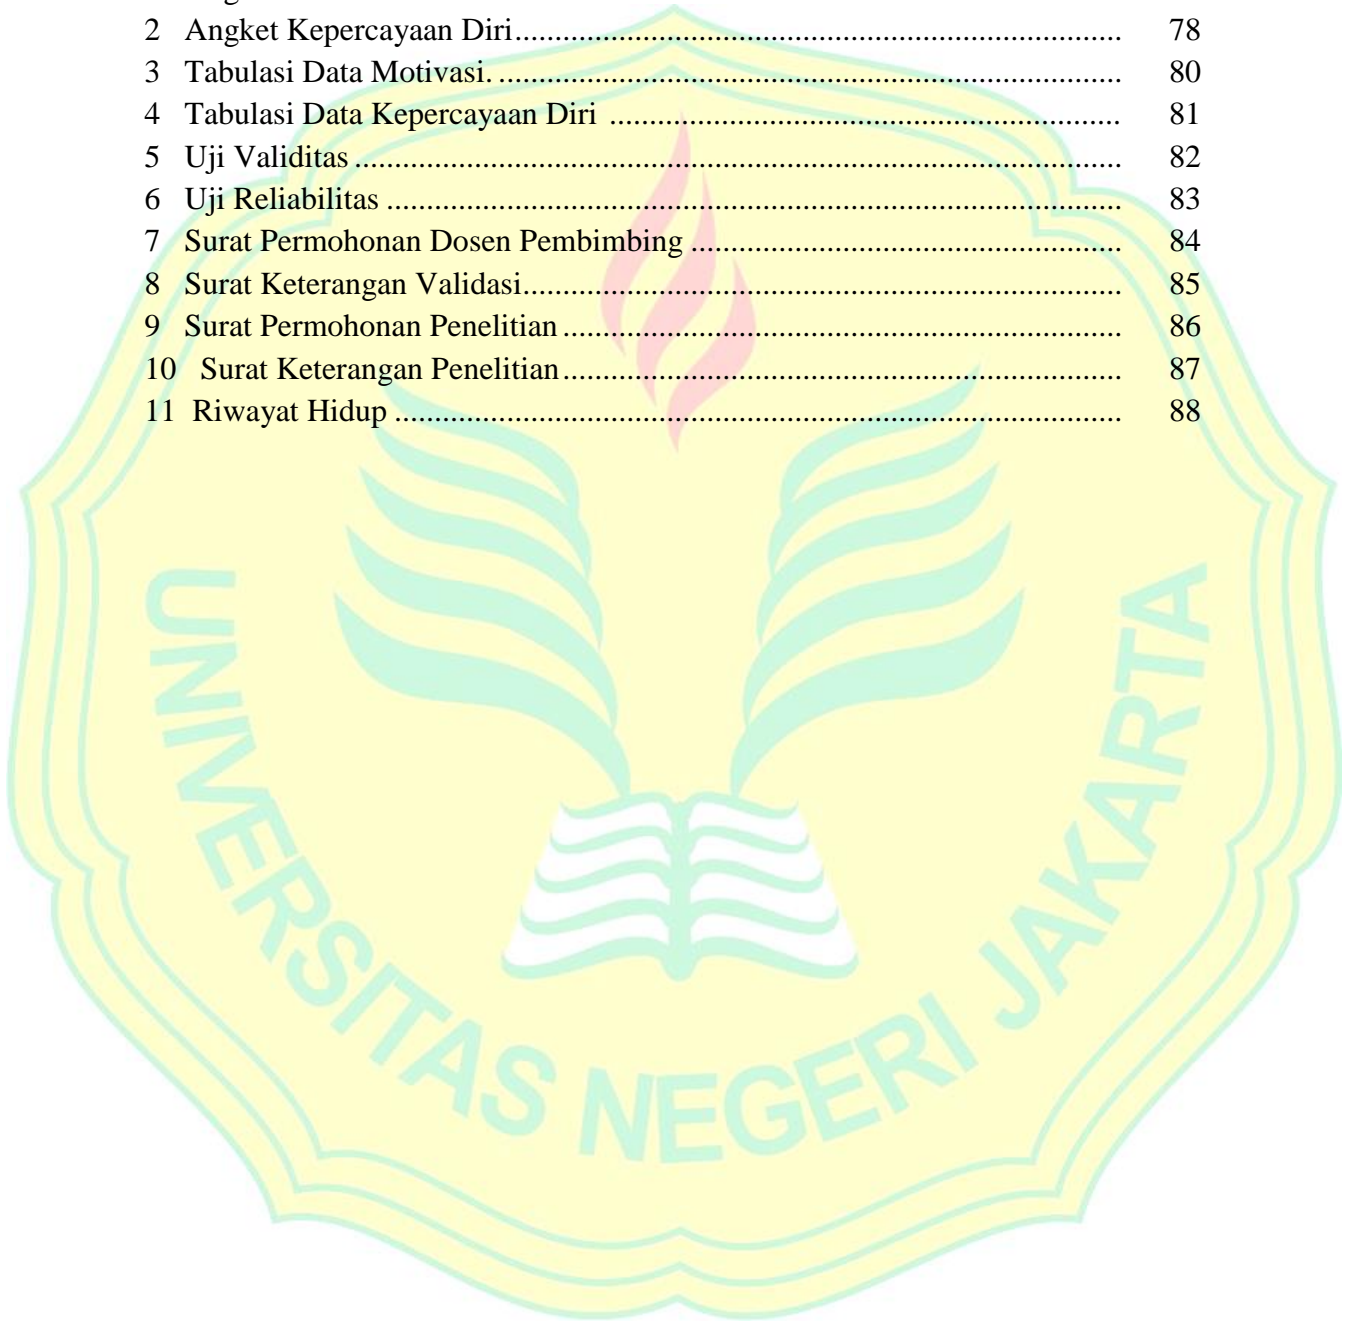 2 Angket Kepercayaan Diri.......................................................................................... 78
3 Tabulasi Data Motivasi. ............................................................................................ 80
4 Tabulasi Data Kepercayaan Diri ............................................................................ 81
5 Uji Validitas .............................................................................................................. 82
6 Uji Reliabilitas .......................................................................................................... 83
7 Surat Permohonan Dosen Pembimbing ................................................................ 84
8 Surat Keterangan Validasi......................................................................................... 85
9 Surat Permohonan Penelitian .................................................................................. 86
10 Surat Keterangan Penelitian................................................................................... 87
11 Riwayat Hidup ........................................................................................................ 88
UNIVERSITAS NEGERI JAKARTA